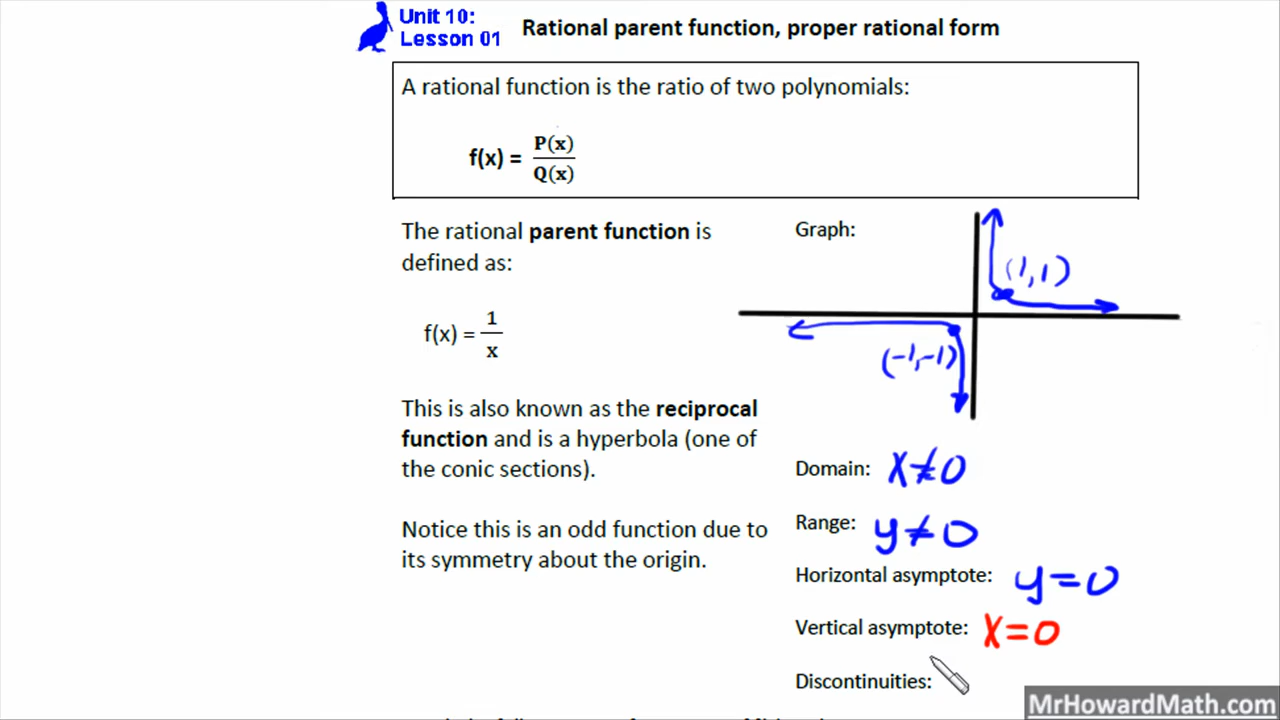 Unit 10:
Lesson 01
Rational parent function, proper rational form
A rational function is the ratio of two polynomials:
f(x) = P(x)/Q(x)
The rational parent function is
defined as:
f(x) = 1/x
This is also known as the reciprocal
function and is a hyperbola (one of
the conic sections).
Notice this is an odd function due to
its symmetry about the origin.
Graph:
(1,1)
(-1,-1)
Domain: x≠0
Range: y≠0
Horizontal asymptote: y=0
Vertical asymptote: x=0
Discontinuities:
MrHowardMath.com